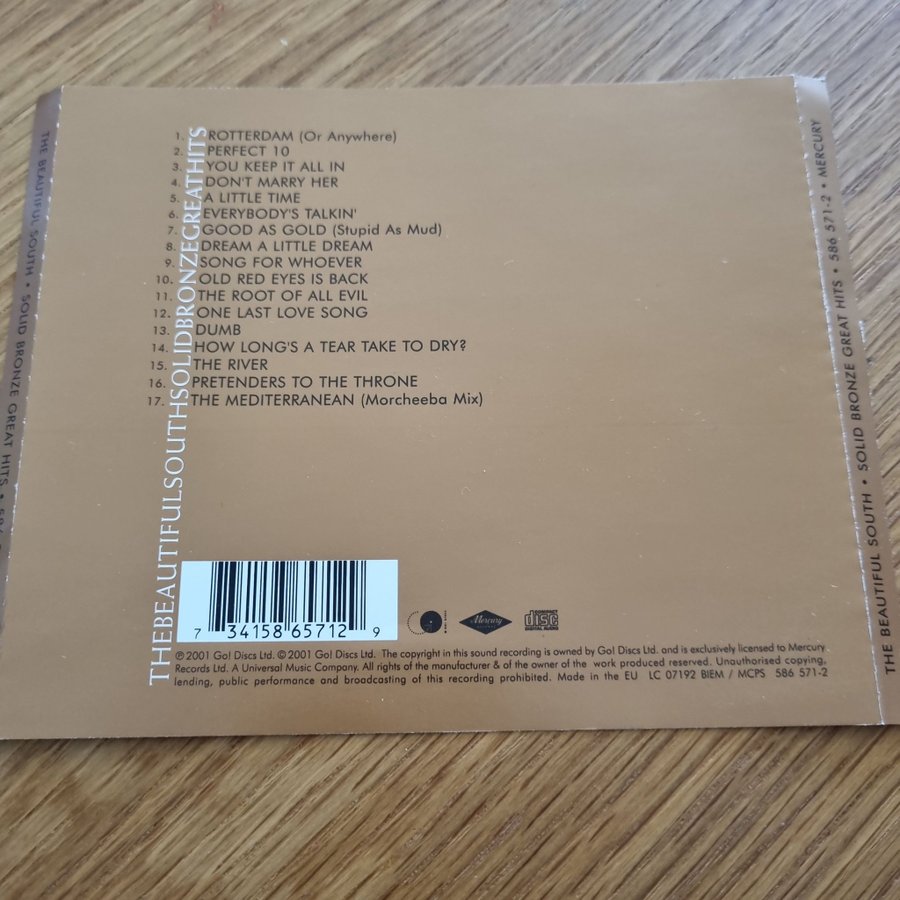 THE BEAUTIFUL SOUTH • SOLID BRONZE GREAT HITS •
THEBEAUTIFULSOUTHSOLIDBRONZEGREATHITS
1. ROTTERDAM (Or Anywhere)
2. PERFECT 10
3. YOU KEEP IT ALL IN
4. DON'T MARRY HER
5. A LITTLE TIME
6. EVERYBODY'S TALKIN'
7. GOOD AS GOLD (Stupid As Mud)
8. DREAM A LITTLE DREAM
9. SONG FOR WHOEVER
10. OLD RED EYES IS BACK
11. THE ROOT OF ALL EVIL
12. ONE LAST LOVE SONG
13. DUMB
14. HOW LONG'S A TEAR TAKE TO DRY?
15. THE RIVER
16. PRETENDERS TO THE THRONE
17. THE MEDITERRANEAN (Morcheeba Mix)
7 34158 65712 9
Mercury
COMPACT
disc
DIGITAL AUDIO
℗ 2001 Go! Discs Ltd. © 2001 Go! Discs Ltd. The copyright in this sound recording is owned by Go! Discs Ltd. and is exclusively licensed to Mercury
Records Ltd. A Universal Music Company. All rights of the manufacturer & of the owner of the work produced reserved. Unauthorised copying,
lending, public performance and broadcasting of this recording prohibited. Made in the EU LC 07192 BIEM / MCPS 586 571-2
THE BEAUTIFUL SOUTH • SOLID BRONZE GREAT HITS • 586 571-2 • MERCURY